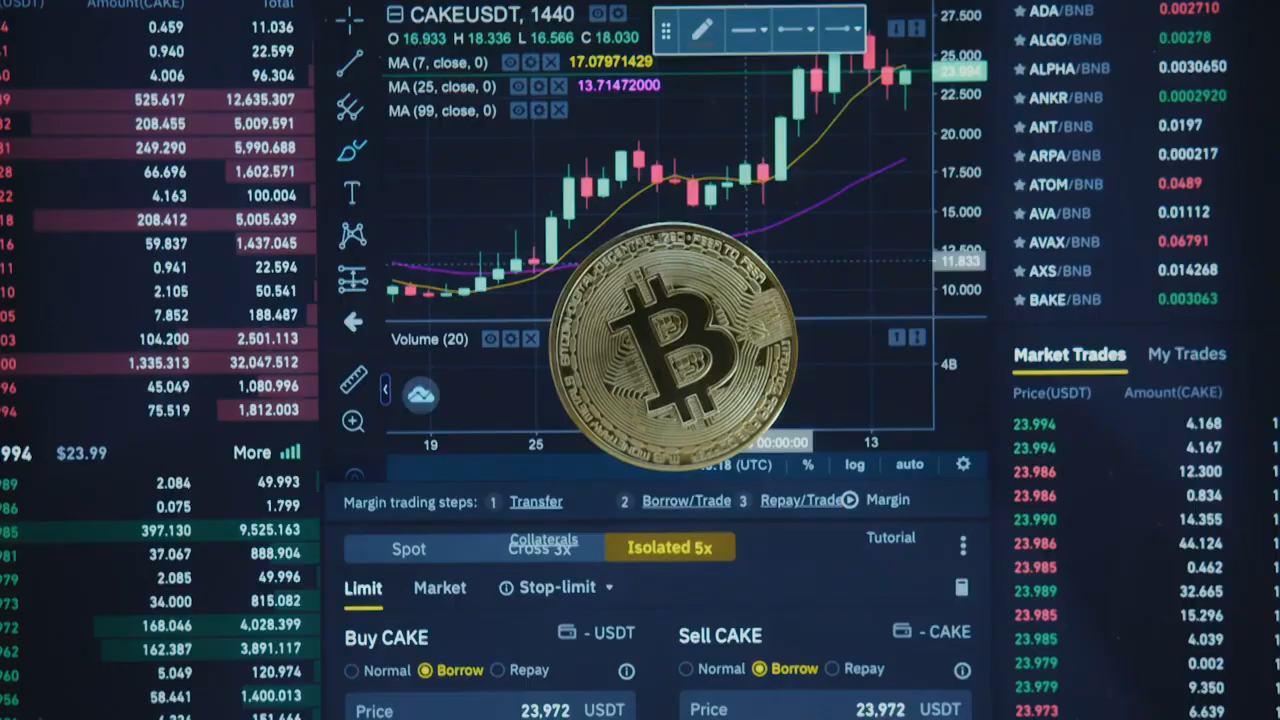 (USDT) Amount(CAKE) Total
0.459 11.036
0.940 22.599
4.006 96.304
525.617 12,635.307
208.455 5,009.591
249.290 5,990.688
66.696 1,602.571
4.163 100.004
208.412 5,005.639
59.837 1,437.045
0.941 22.594
2.105 50.541
7.852 188.487
104.200 2,501.113
1,335.313 32,047.512
45.049 1,080.996
75.519 1,812.003
994 $23.99 More
2.084 49.993
0.075 1.799
397.130 9,525.163
37.067 888.904
2.085 49.996
34.000 815.082
168.046 4,028.399
162.387 3,891.117
5.049 120.974
58.441 1,400.013
CAKEUSDT, 1440
O 16.933 H 18.336 L 16.566 C 18.030
MA (7, close, 0) 17.07971429
MA (25, close, 0) 13.71472000
MA (99, close, 0)
27.500
25.000
23.994
22.500
20.000
17.500
15.000
12.500
11.833
10.000
Volume (20)
4B
19 25 00:00:00 13
(UTC) % log auto
Margin trading steps: 1 Transfer 2 Borrow/Trade 3 Repay/Trade Margin
Collaterals Tutorial
Spot Cross 3x Isolated 5x
Limit Market Stop-limit
Buy CAKE - USDT
Normal Borrow Repay
Price 23,972 USDT
Sell CAKE - CAKE
Normal Borrow Repay
Price 23,972 USDT
ADA/BNB 0.002710
ALGO/BNB 0.00278
ALPHA/BNB 0.0030650
ANKR/BNB 0.0002920
ANT/BNB 0.0197
ARPA/BNB 0.000217
ATOM/BNB 0.0489
AVA/BNB 0.01112
AVAX/BNB 0.06791
AXS/BNB 0.014268
BAKE/BNB 0.003063
Market Trades My Trades
Price(USDT) Amount(CAKE)
23.994 4.168
23.994 4.167
23.986 12.300
23.986 0.834
23.990 14.355
23.986 44.124
23.985 0.462
23.989 32.665
23.985 15.296
23.985 4.039
23.979 0.002
23.979 9.350
23.973 6.639